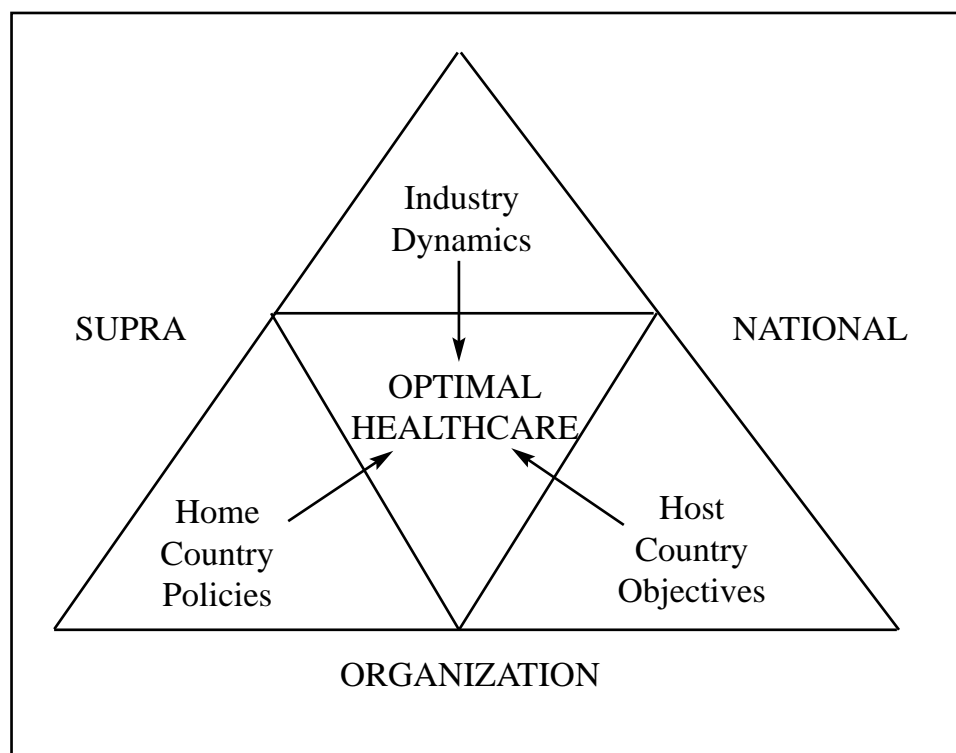 Industry
Dynamics
SUPRA
NATIONAL
OPTIMAL
HEALTHCARE
Home
Country
Policies
Host
Country
Objectives
ORGANIZATION